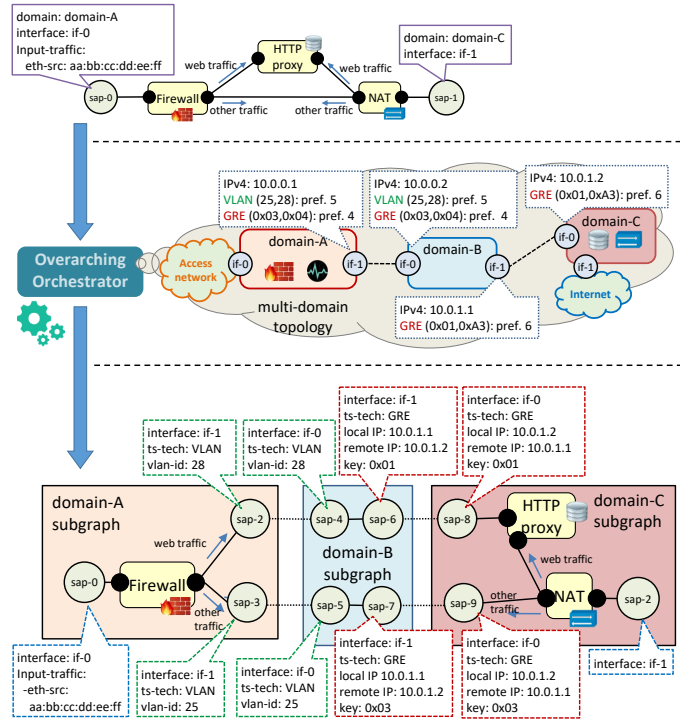 domain: domain-A
interface: if-0
Input-traffic:
eth-src: aa:bb:cc:dd:ee:ff
domain: domain-C
interface: if-1
HTTP
proxy
web traffic
web traffic
sap-0
Firewall
NAT
sap-1
other traffic
other traffic
IPv4: 10.0.0.1
VLAN (25,28): pref. 5
GRE (0x03,0x04): pref. 4
IPv4: 10.0.0.2
VLAN (25,28): pref. 5
GRE (0x03,0x04): pref. 4
IPv4: 10.0.1.2
GRE (0x01,0xA3): pref. 6
Overarching
Orchestrator
Access
network
if-0
domain-A
if-1
if-0
domain-B
if-1
if-0
domain-C
if-1
Internet
multi-domain
topology
IPv4: 10.0.1.1
GRE (0x01,0xA3): pref. 6
interface: if-1
ts-tech: VLAN
vlan-id: 28
interface: if-0
ts-tech: VLAN
vlan-id: 28
interface: if-1
ts-tech: GRE
local IP: 10.0.1.1
remote IP: 10.0.1.2
key: 0x01
interface: if-0
ts-tech: GRE
local IP: 10.0.1.2
remote IP: 10.0.1.1
key: 0x01
domain-A
subgraph
sap-2
sap-4
sap-6
sap-8
HTTP
proxy
domain-C
subgraph
web traffic
domain-B
subgraph
web traffic
sap-0
Firewall
other
traffic
sap-3
sap-5
sap-7
sap-9
other
traffic
NAT
sap-2
interface: if-0
Input-traffic:
-eth-src:
aa:bb:cc:dd:ee:ff
interface: if-1
ts-tech: VLAN
vlan-id: 25
interface: if-0
ts-tech: VLAN
vlan-id: 25
interface: if-1
ts-tech: GRE
local IP 10.0.1.1
remote IP: 10.0.1.2
key: 0x03
interface: if-0
ts-tech: GRE
local IP: 10.0.1.2
remote IP: 10.0.1.1
key: 0x03
interface: if-1